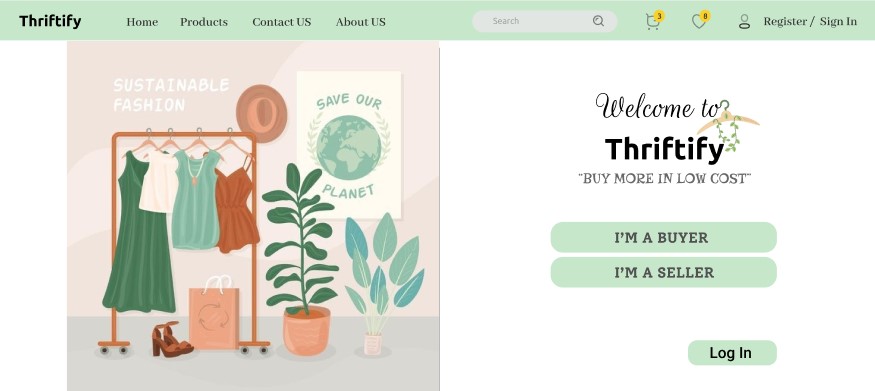 Thriftify Home Products Contact US About US Search 3 8 Register / Sign In
SUSTAINABLE
FASHION
SAVE OUR
PLANET
Welcome to
Thriftify
"BUY MORE IN LOW COST"
I'M A BUYER
I'M A SELLER
Log In